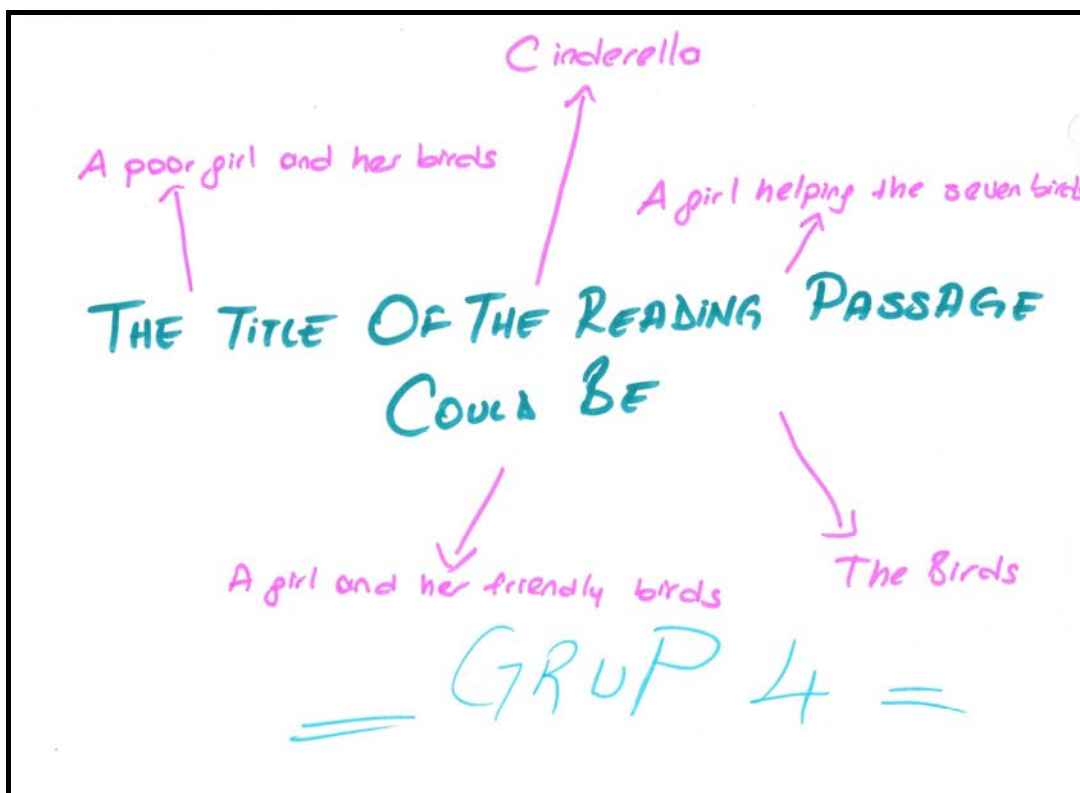 Cinderella
A poor girl and her birds
A girl helping the seven birds
THE TITLE OF THE READING PASSAGE
COULD BE
A girl and her friendly birds
The Birds
GRUP 4